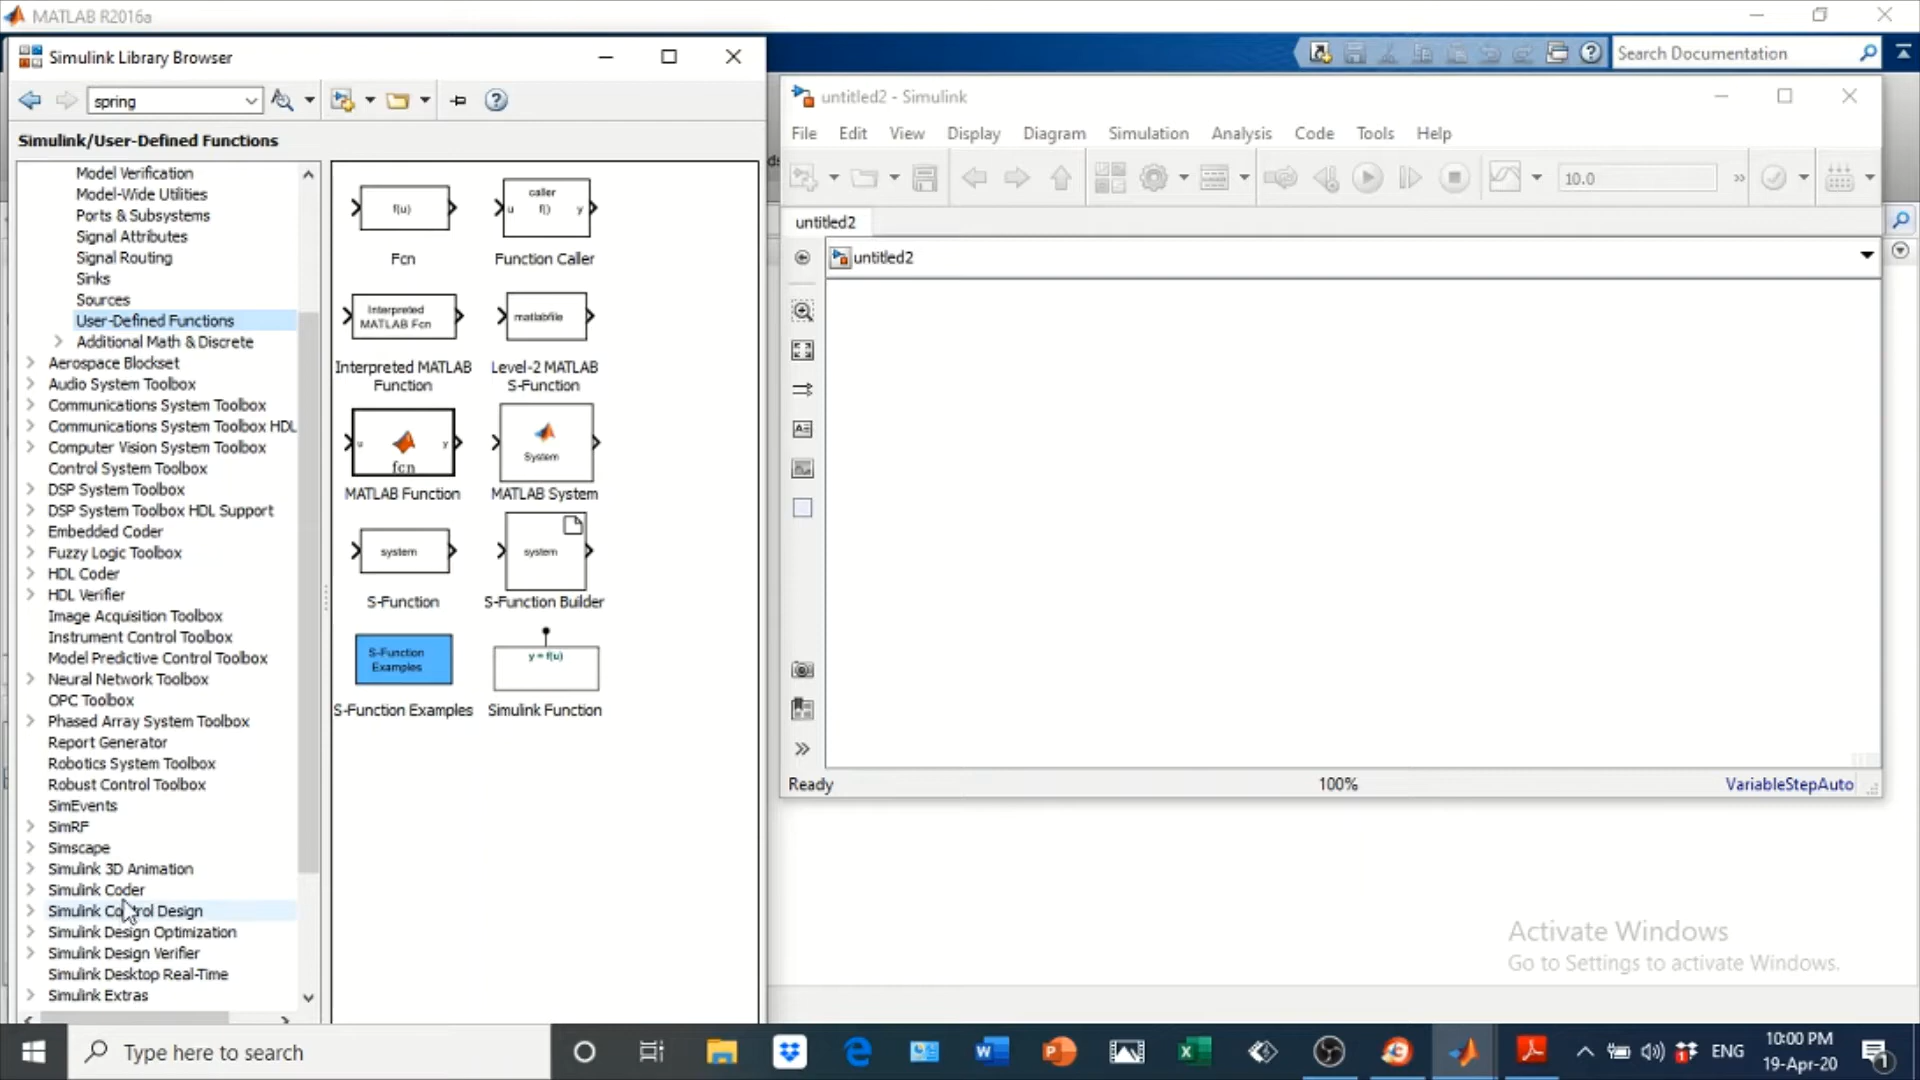 MATLAB R2016a
Simulink Library Browser
spring
Simulink/User-Defined Functions
Model Verification
Model-Wide Utilities
Ports & Subsystems
Signal Attributes
Signal Routing
Sinks
Sources
User-Defined Functions
Additional Math & Discrete
Aerospace Blockset
Audio System Toolbox
Communications System Toolbox
Communications System Toolbox HDL
Computer Vision System Toolbox
Control System Toolbox
DSP System Toolbox
DSP System Toolbox HDL Support
Embedded Coder
Fuzzy Logic Toolbox
HDL Coder
HDL Verifier
Image Acquisition Toolbox
Instrument Control Toolbox
Model Predictive Control Toolbox
Neural Network Toolbox
OPC Toolbox
Phased Array System Toolbox
Report Generator
Robotics System Toolbox
Robust Control Toolbox
SimEvents
SimRF
Simscape
Simulink 3D Animation
Simulink Coder
Simulink Control Design
Simulink Design Optimization
Simulink Design Verifier
Simulink Desktop Real-Time
Simulink Extras
f(u)
Fcn
caller
u f() y
Function Caller
Interpreted
MATLAB Fcn
Interpreted MATLAB
Function
matlabfile
Level-2 MATLAB
S-Function
u y
fcn
MATLAB Function
System
MATLAB System
system
S-Function
system
S-Function Builder
S-Function
Examples
S-Function Examples
y = f(u)
Simulink Function
Search Documentation
untitled2 - Simulink
File Edit View Display Diagram Simulation Analysis Code Tools Help
10.0
untitled2
untitled2
Ready
100%
VariableStepAuto
Activate Windows
Go to Settings to activate Windows.
Type here to search
ENG
10:00 PM
19-Apr-20
1